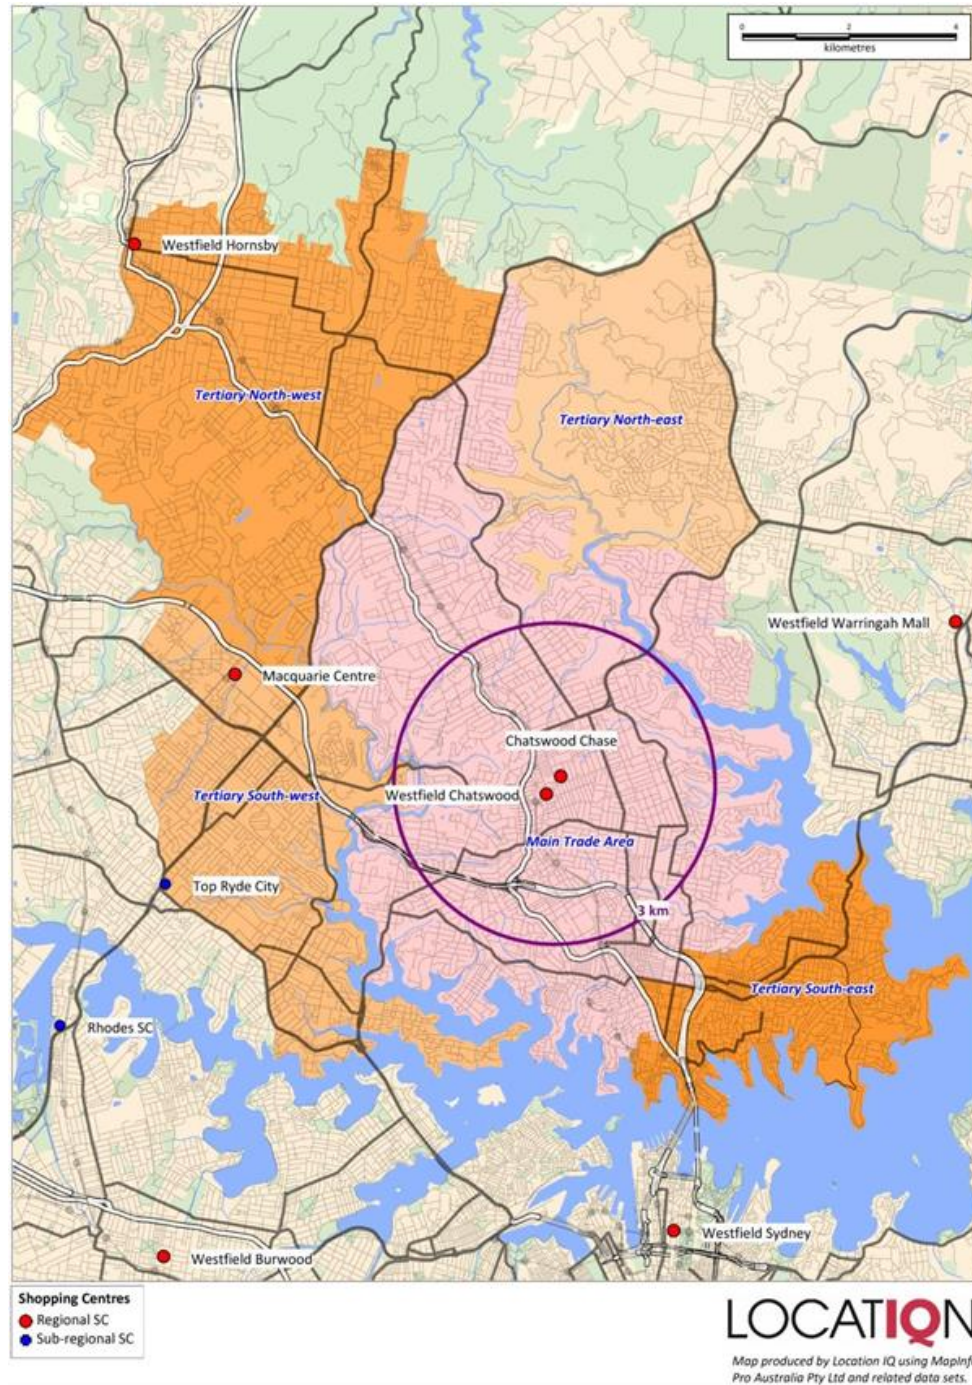 0 2 4
kilometres
Westfield Hornsby
Tertiary North-west
Tertiary North-east
Westfield Warringah Mall
Macquarie Centre
Chatswood Chase
Westfield Chatswood
Tertiary South-west
Main Trade Area
Top Ryde City
3 km
Tertiary South-east
Rhodes SC
Westfield Sydney
Westfield Burwood
Shopping Centres
Regional SC
Sub-regional SC
LOCATIQN
Map produced by Location IQ using MapInf
Pro Australia Pty Ltd and related data sets.